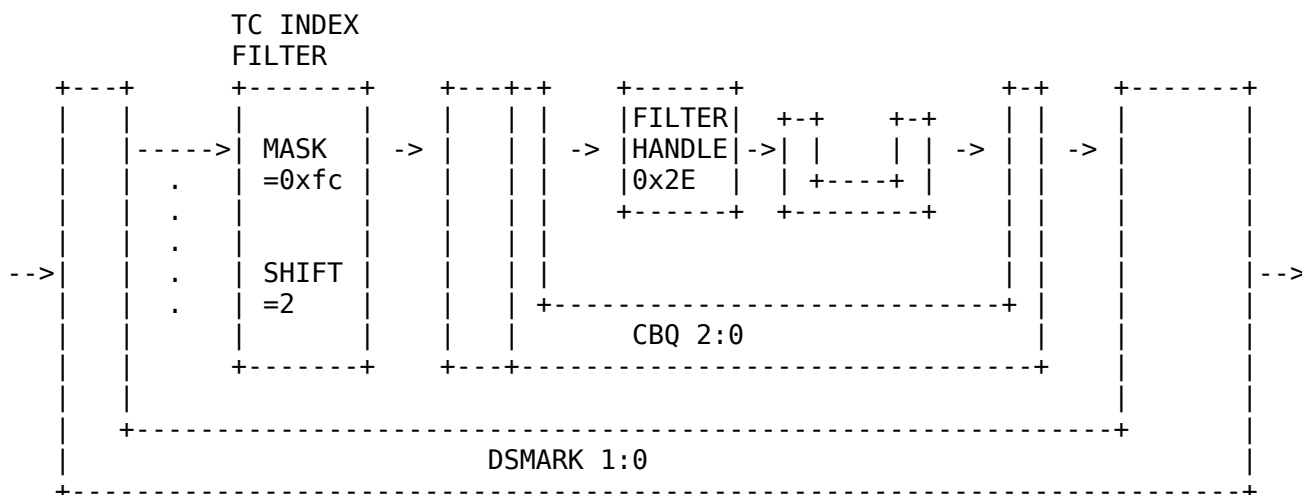 TC INDEX
FILTER
FILTER
MASK HANDLE
=0xfc 0x2E
SHIFT
=2
CBQ 2:0
DSMARK 1:0